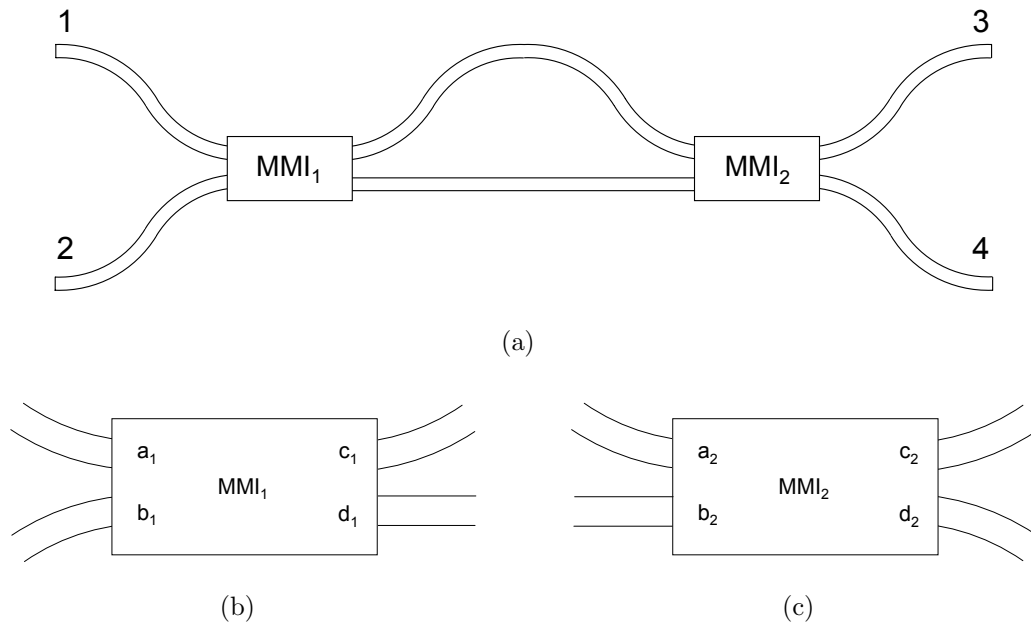 1 3
MMI₁ MMI₂
2 4
(a)
a₁ c₁ a₂ c₂
MMI₁ MMI₂
b₁ d₁ b₂ d₂
(b) (c)